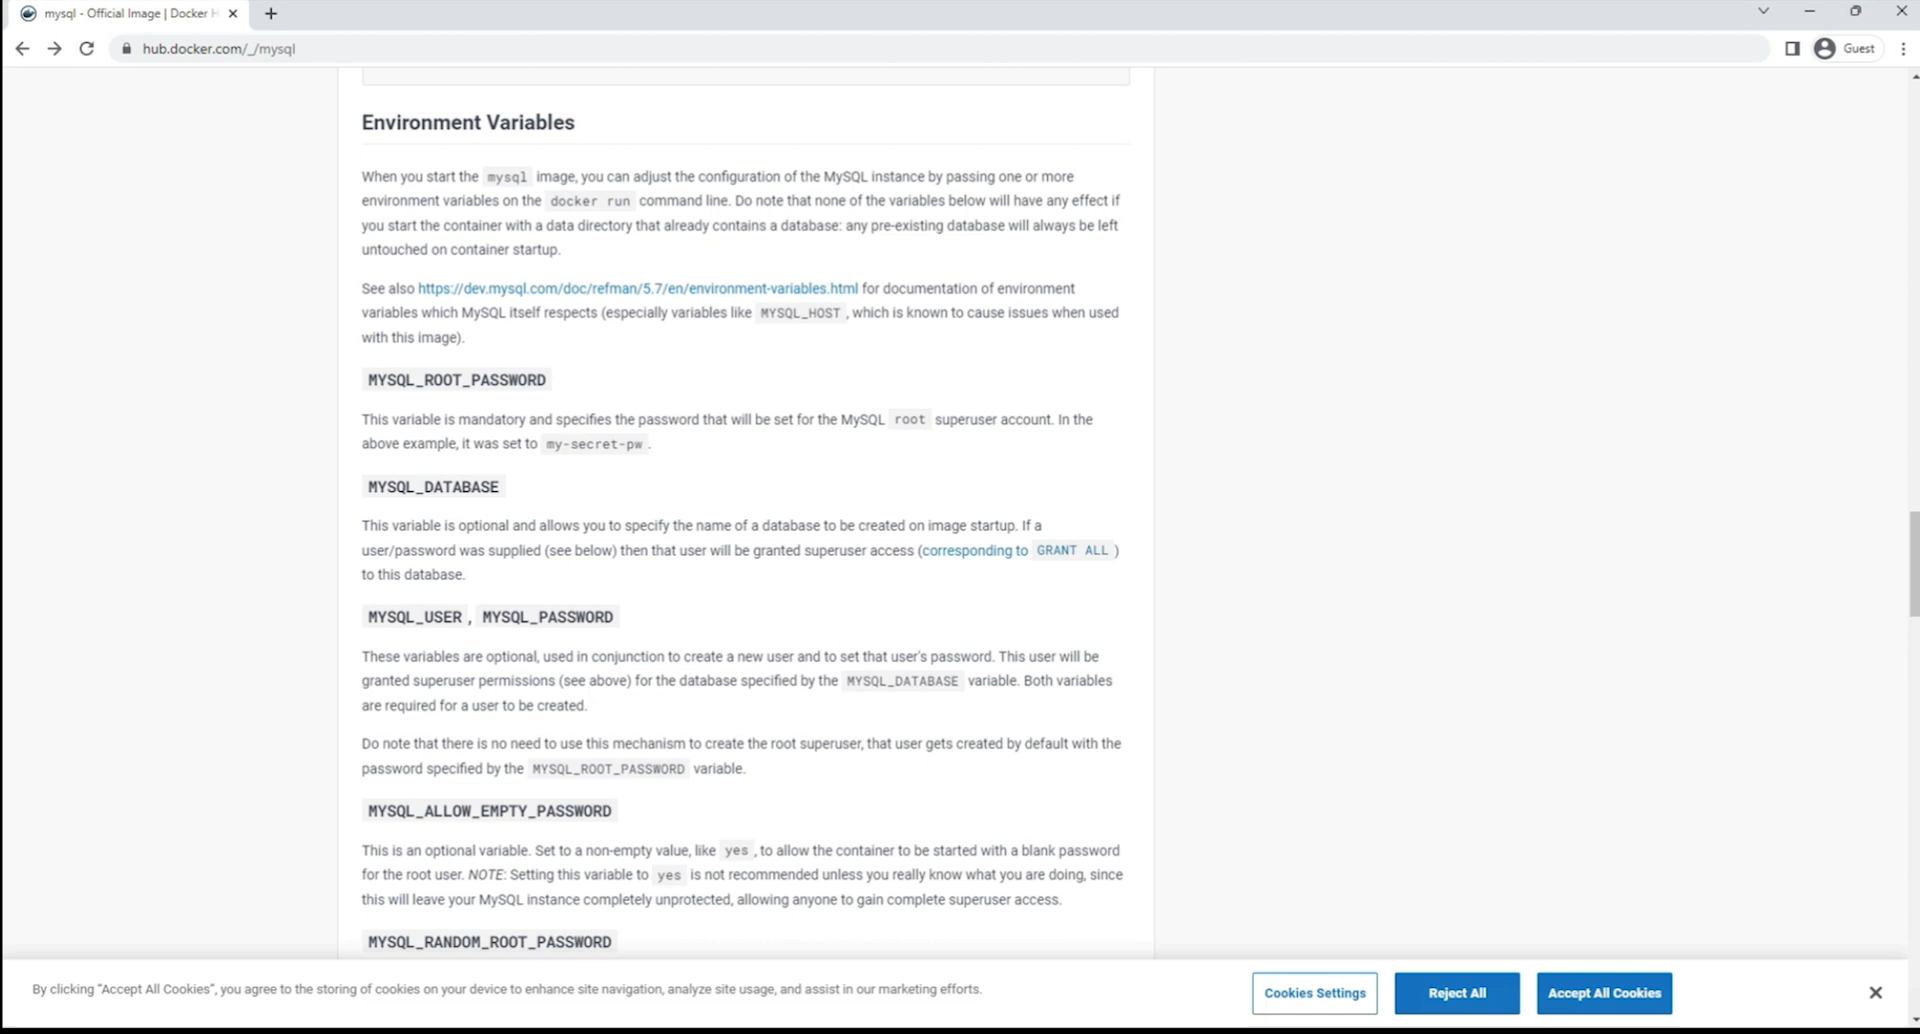 mysql - Official Image | Docker H
hub.docker.com/_/mysql
Guest
Environment Variables
When you start the mysql image, you can adjust the configuration of the MySQL instance by passing one or more
environment variables on the docker run command line. Do note that none of the variables below will have any effect if
you start the container with a data directory that already contains a database: any pre-existing database will always be left
untouched on container startup.
See also https://dev.mysql.com/doc/refman/5.7/en/environment-variables.html for documentation of environment
variables which MySQL itself respects (especially variables like MYSQL_HOST , which is known to cause issues when used
with this image).
MYSQL_ROOT_PASSWORD
This variable is mandatory and specifies the password that will be set for the MySQL root superuser account. In the
above example, it was set to my-secret-pw .
MYSQL_DATABASE
This variable is optional and allows you to specify the name of a database to be created on image startup. If a
user/password was supplied (see below) then that user will be granted superuser access (corresponding to GRANT ALL )
to this database.
MYSQL_USER , MYSQL_PASSWORD
These variables are optional, used in conjunction to create a new user and to set that user's password. This user will be
granted superuser permissions (see above) for the database specified by the MYSQL_DATABASE variable. Both variables
are required for a user to be created.
Do note that there is no need to use this mechanism to create the root superuser, that user gets created by default with the
password specified by the MYSQL_ROOT_PASSWORD variable.
MYSQL_ALLOW_EMPTY_PASSWORD
This is an optional variable. Set to a non-empty value, like yes , to allow the container to be started with a blank password
for the root user. NOTE: Setting this variable to yes is not recommended unless you really know what you are doing, since
this will leave your MySQL instance completely unprotected, allowing anyone to gain complete superuser access.
MYSQL_RANDOM_ROOT_PASSWORD
By clicking "Accept All Cookies", you agree to the storing of cookies on your device to enhance site navigation, analyze site usage, and assist in our marketing efforts.
Cookies Settings
Reject All
Accept All Cookies